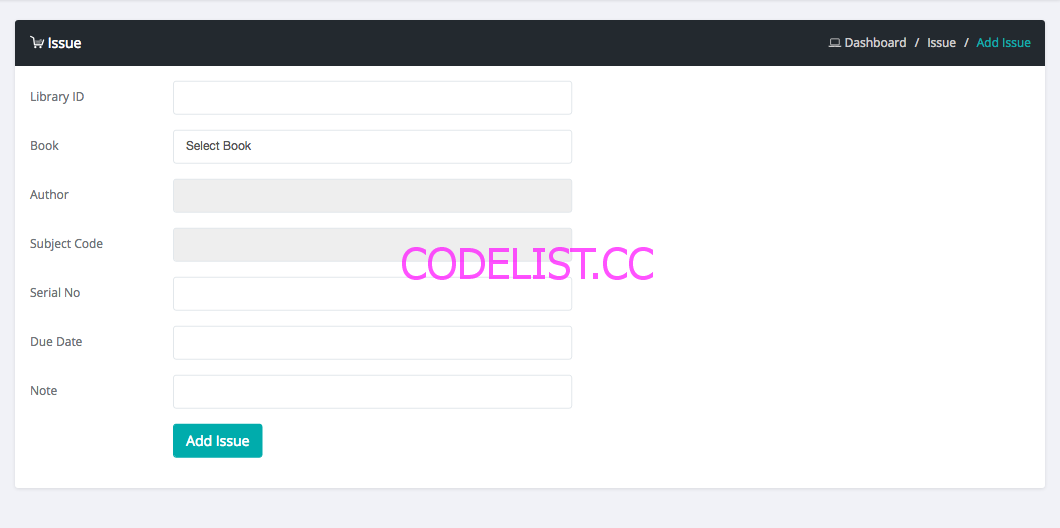 Issue
Dashboard / Issue / Add Issue
Library ID
Book
Select Book
Author
Subject Code
CODELIST.CC
Serial No
Due Date
Note
Add Issue